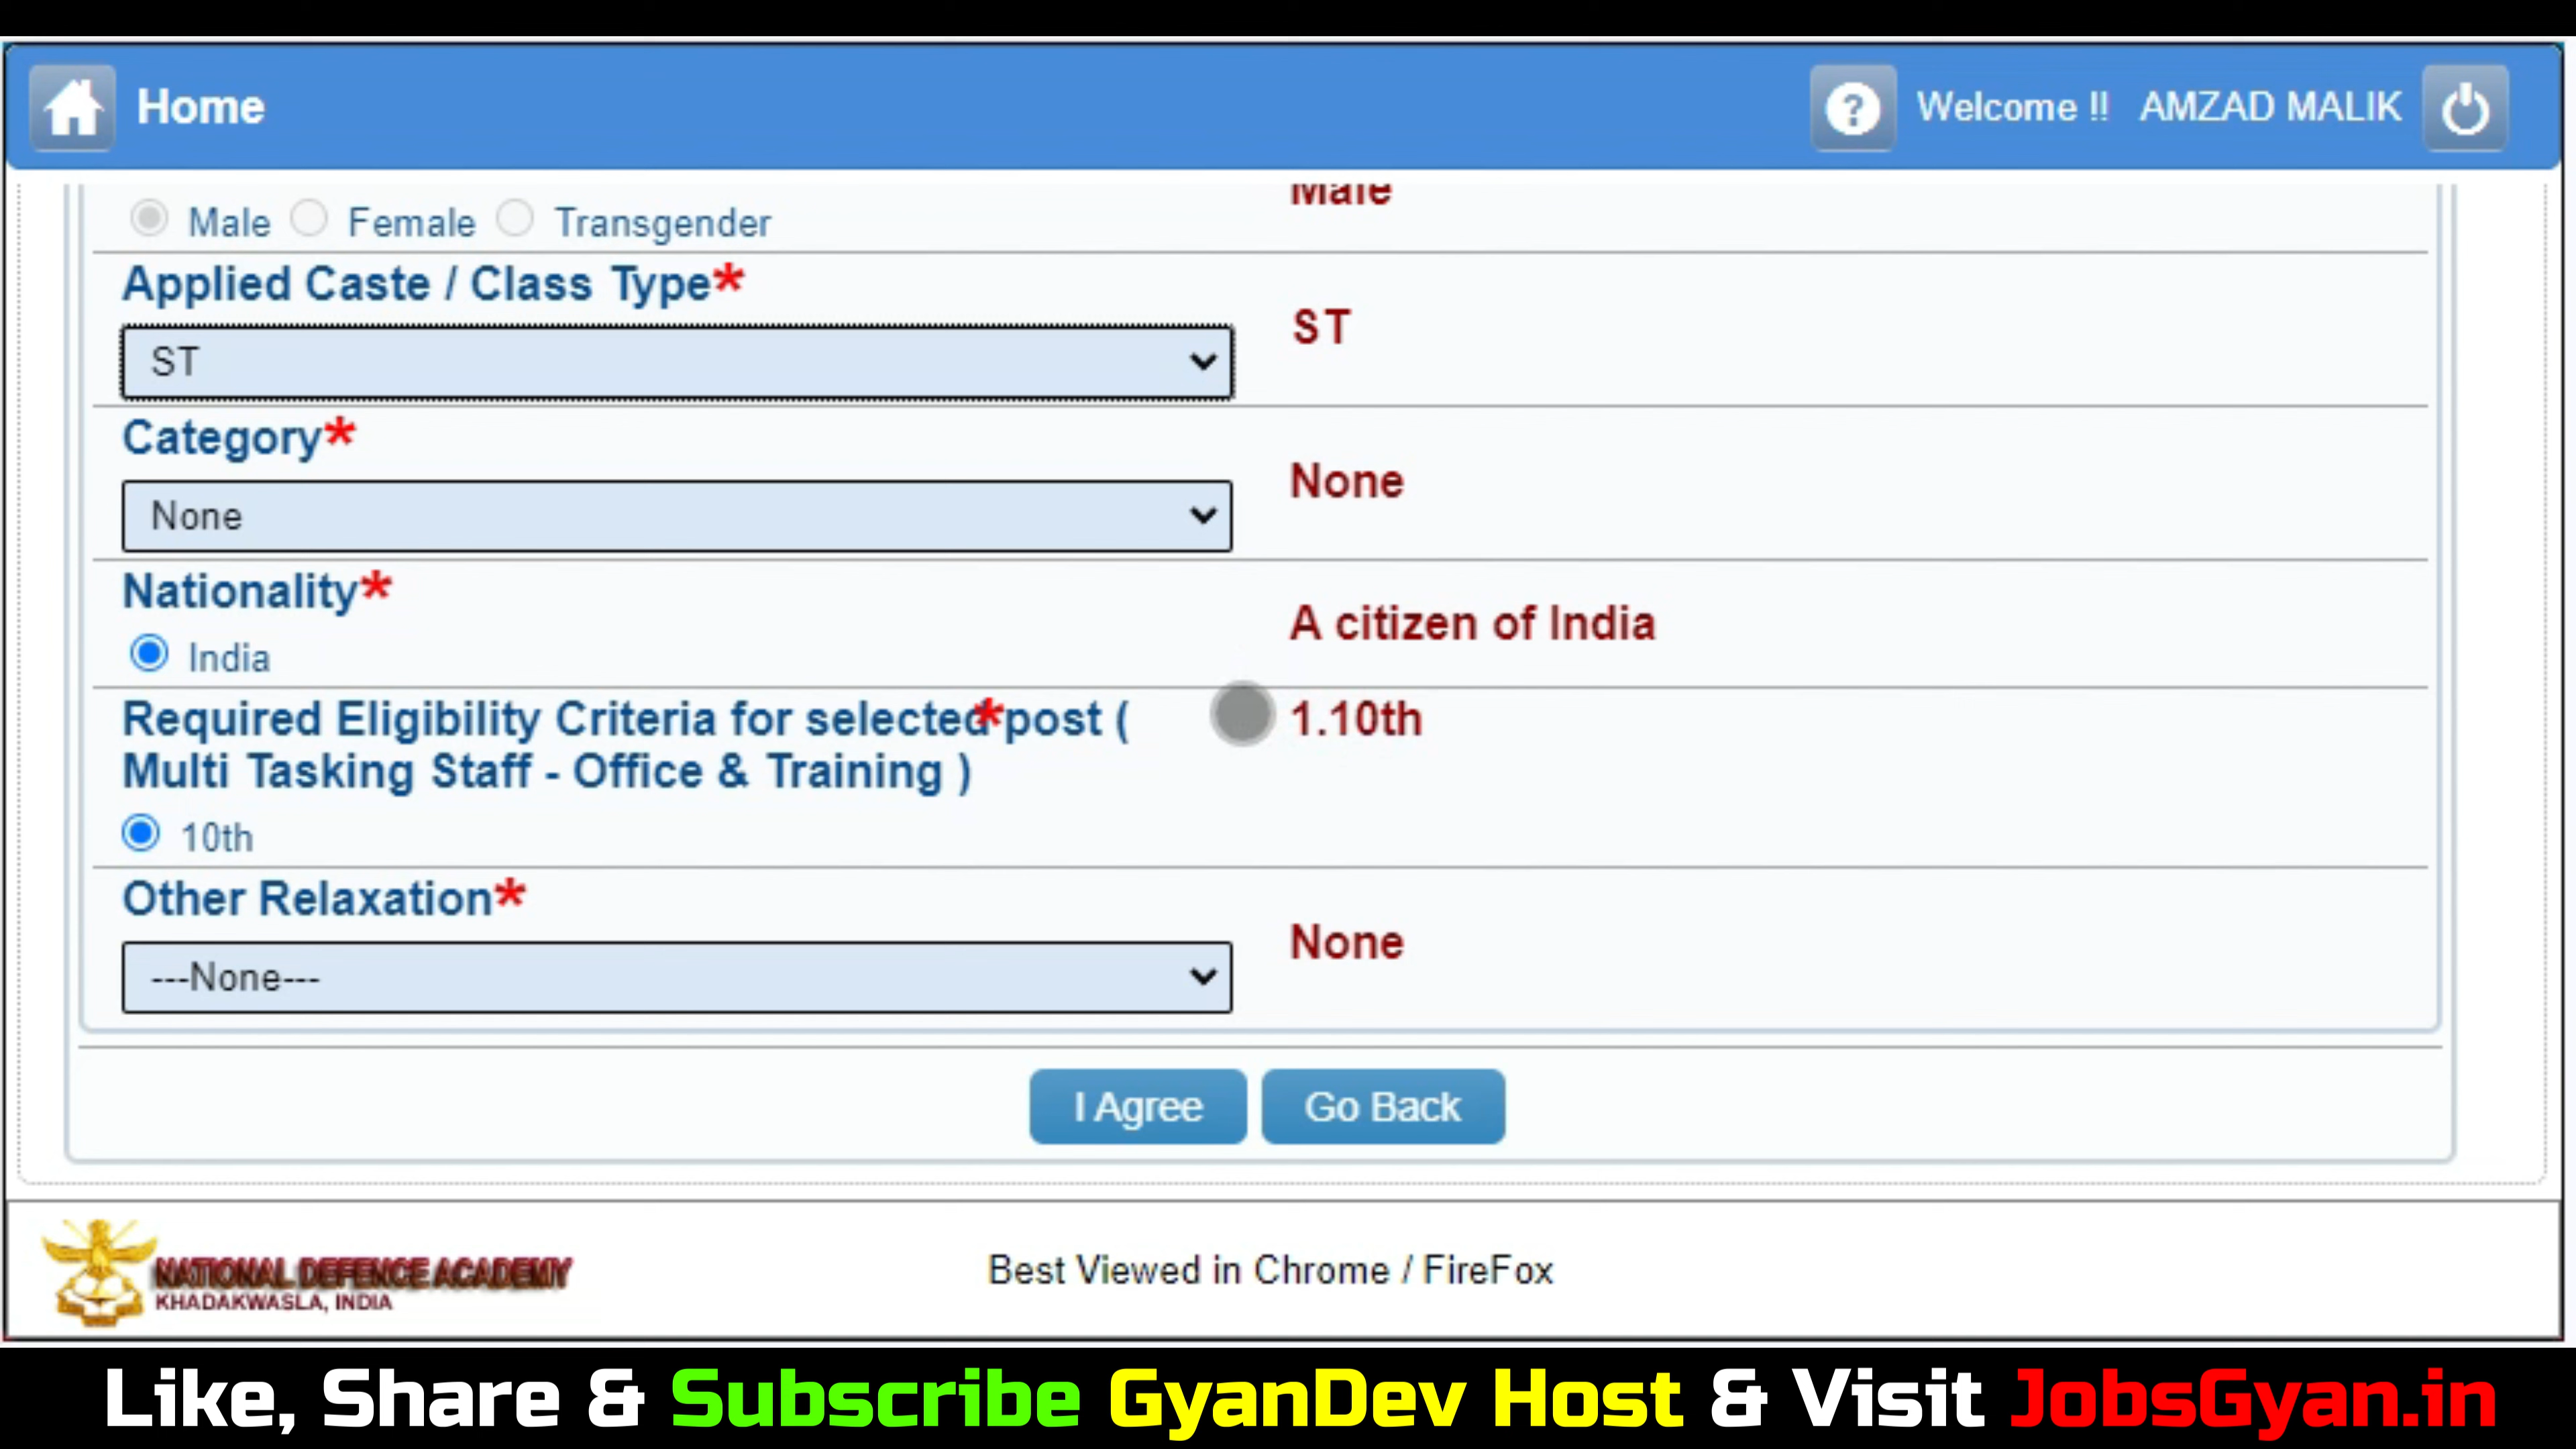 Home
? Welcome !! AMZAD MALIK
Male Female Transgender
Male
Applied Caste / Class Type*
ST
ST
Category*
None
None
Nationality*
India
A citizen of India
Required Eligibility Criteria for selected*post (
Multi Tasking Staff - Office & Training )
10th
1.10th
Other Relaxation*
---None---
None
I Agree
Go Back
NATIONAL DEFENCE ACADEMY
KHADAKWASLA, INDIA
Best Viewed in Chrome / FireFox
Like, Share & Subscribe GyanDev Host & Visit JobsGyan.in